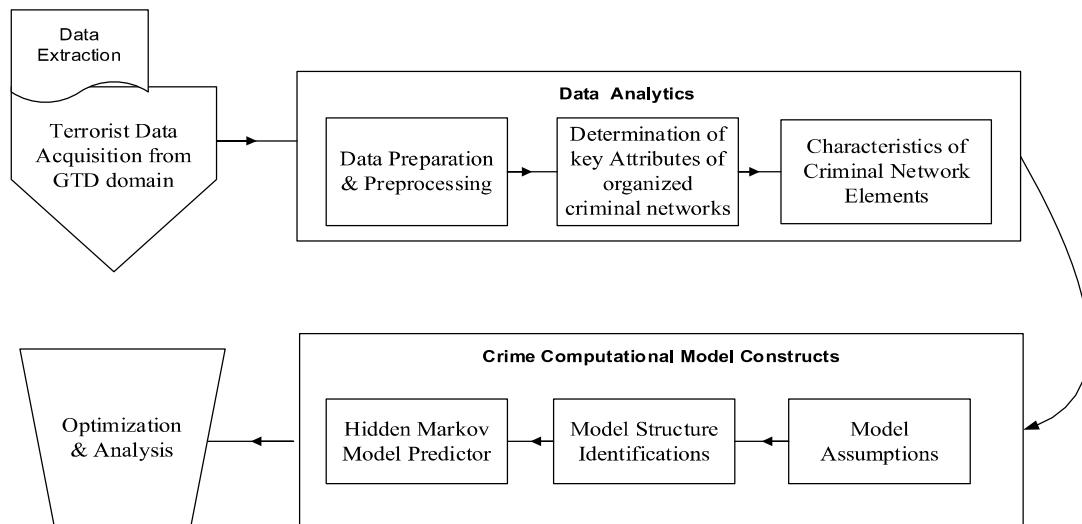 Data
Extraction
Terrorist Data
Acquisition from
GTD domain
Data Analytics
Data Preparation
& Preprocessing
Determination of
key Attributes of
organized
criminal networks
Characteristics of
Criminal Network
Elements
Crime Computational Model Constructs
Model
Assumptions
Model Structure
Identifications
Hidden Markov
Model Predictor
Optimization
& Analysis